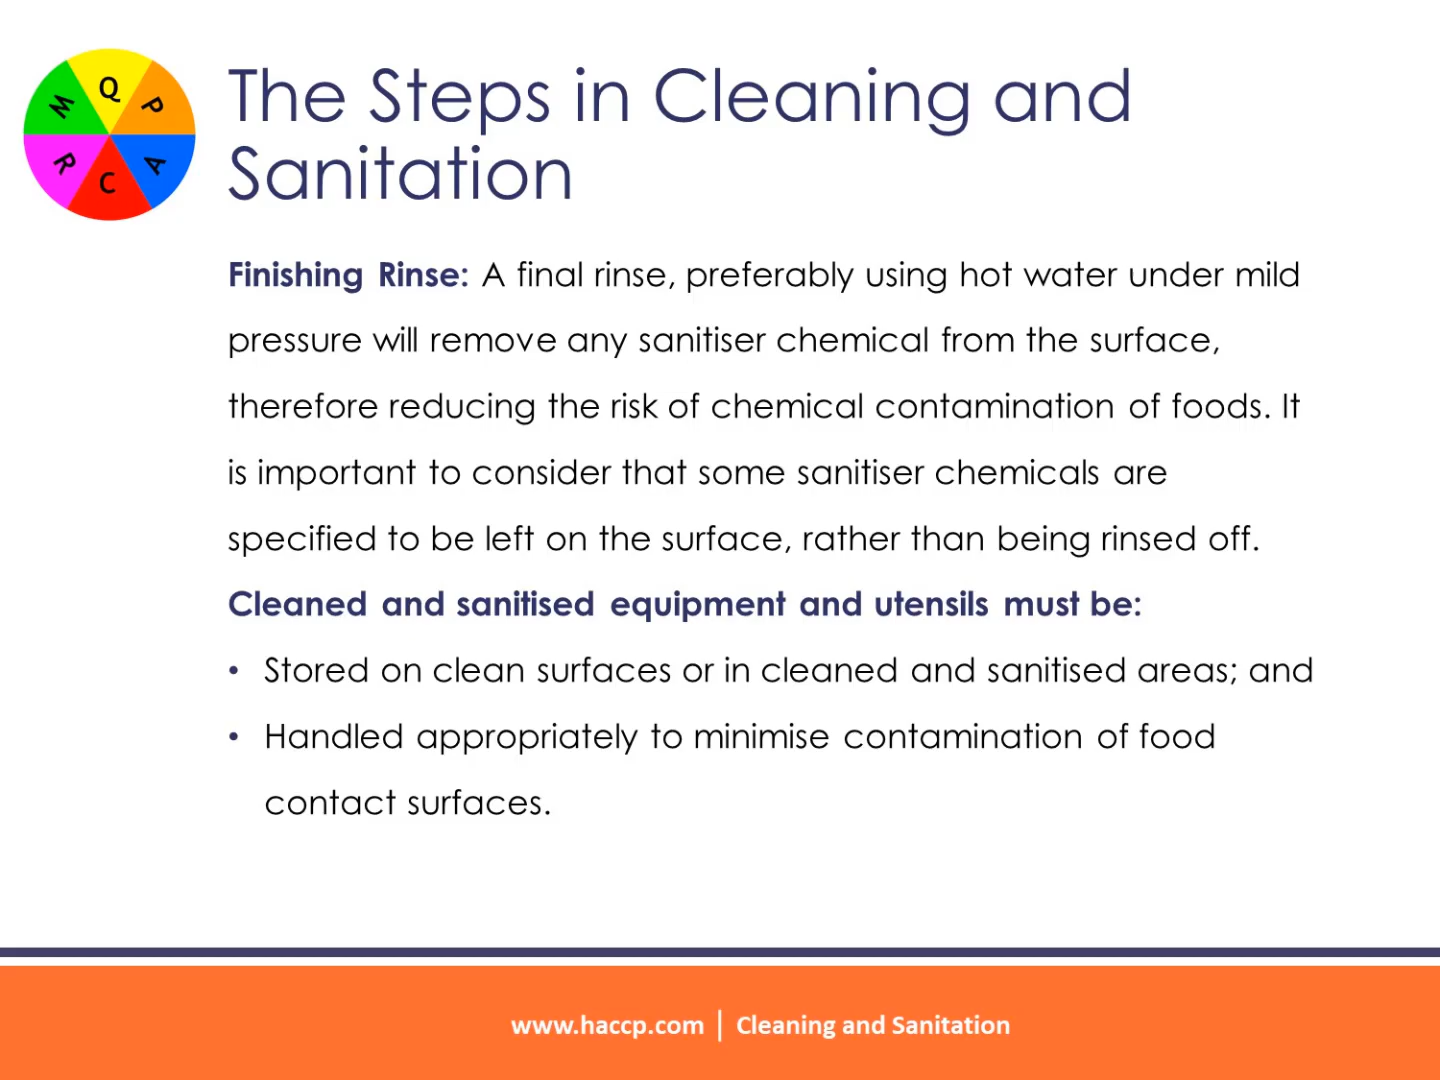 Q
P
A
C
R
M
The Steps in Cleaning and
Sanitation
Finishing Rinse: A final rinse, preferably using hot water under mild
pressure will remove any sanitiser chemical from the surface,
therefore reducing the risk of chemical contamination of foods. It
is important to consider that some sanitiser chemicals are
specified to be left on the surface, rather than being rinsed off.
Cleaned and sanitised equipment and utensils must be:
• Stored on clean surfaces or in cleaned and sanitised areas; and
• Handled appropriately to minimise contamination of food
contact surfaces.
www.haccp.com | Cleaning and Sanitation